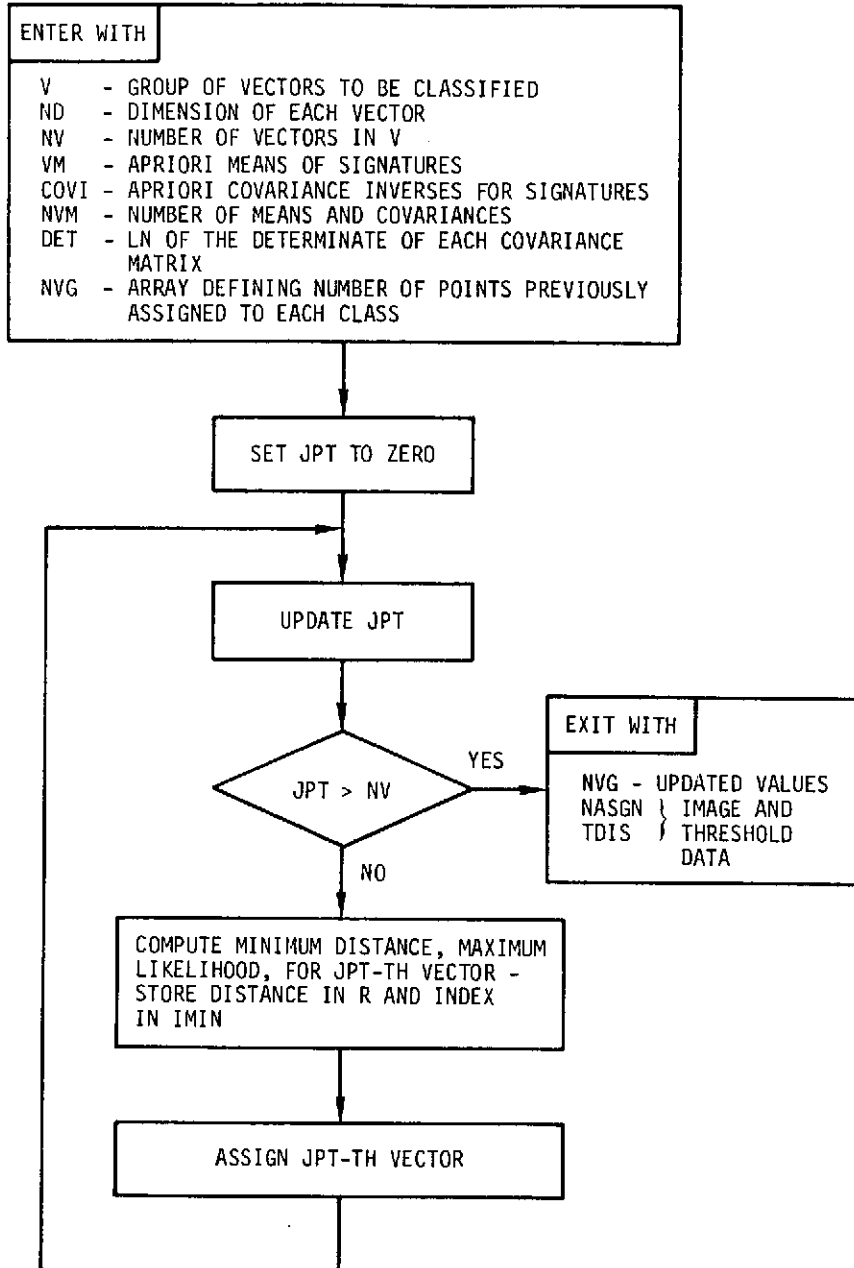 ENTER WITH
V - GROUP OF VECTORS TO BE CLASSIFIED
ND - DIMENSION OF EACH VECTOR
NV - NUMBER OF VECTORS IN V
VM - APRIORI MEANS OF SIGNATURES
COVI - APRIORI COVARIANCE INVERSES FOR SIGNATURES
NVM - NUMBER OF MEANS AND COVARIANCES
DET - LN OF THE DETERMINATE OF EACH COVARIANCE
MATRIX
NVG - ARRAY DEFINING NUMBER OF POINTS PREVIOUSLY
ASSIGNED TO EACH CLASS
SET JPT TO ZERO
UPDATE JPT
JPT > NV
YES
EXIT WITH
NVG - UPDATED VALUES
NASGN } IMAGE AND
TDIS } THRESHOLD
DATA
NO
COMPUTE MINIMUM DISTANCE, MAXIMUM
LIKELIHOOD, FOR JPT-TH VECTOR -
STORE DISTANCE IN R AND INDEX
IN IMIN
ASSIGN JPT-TH VECTOR